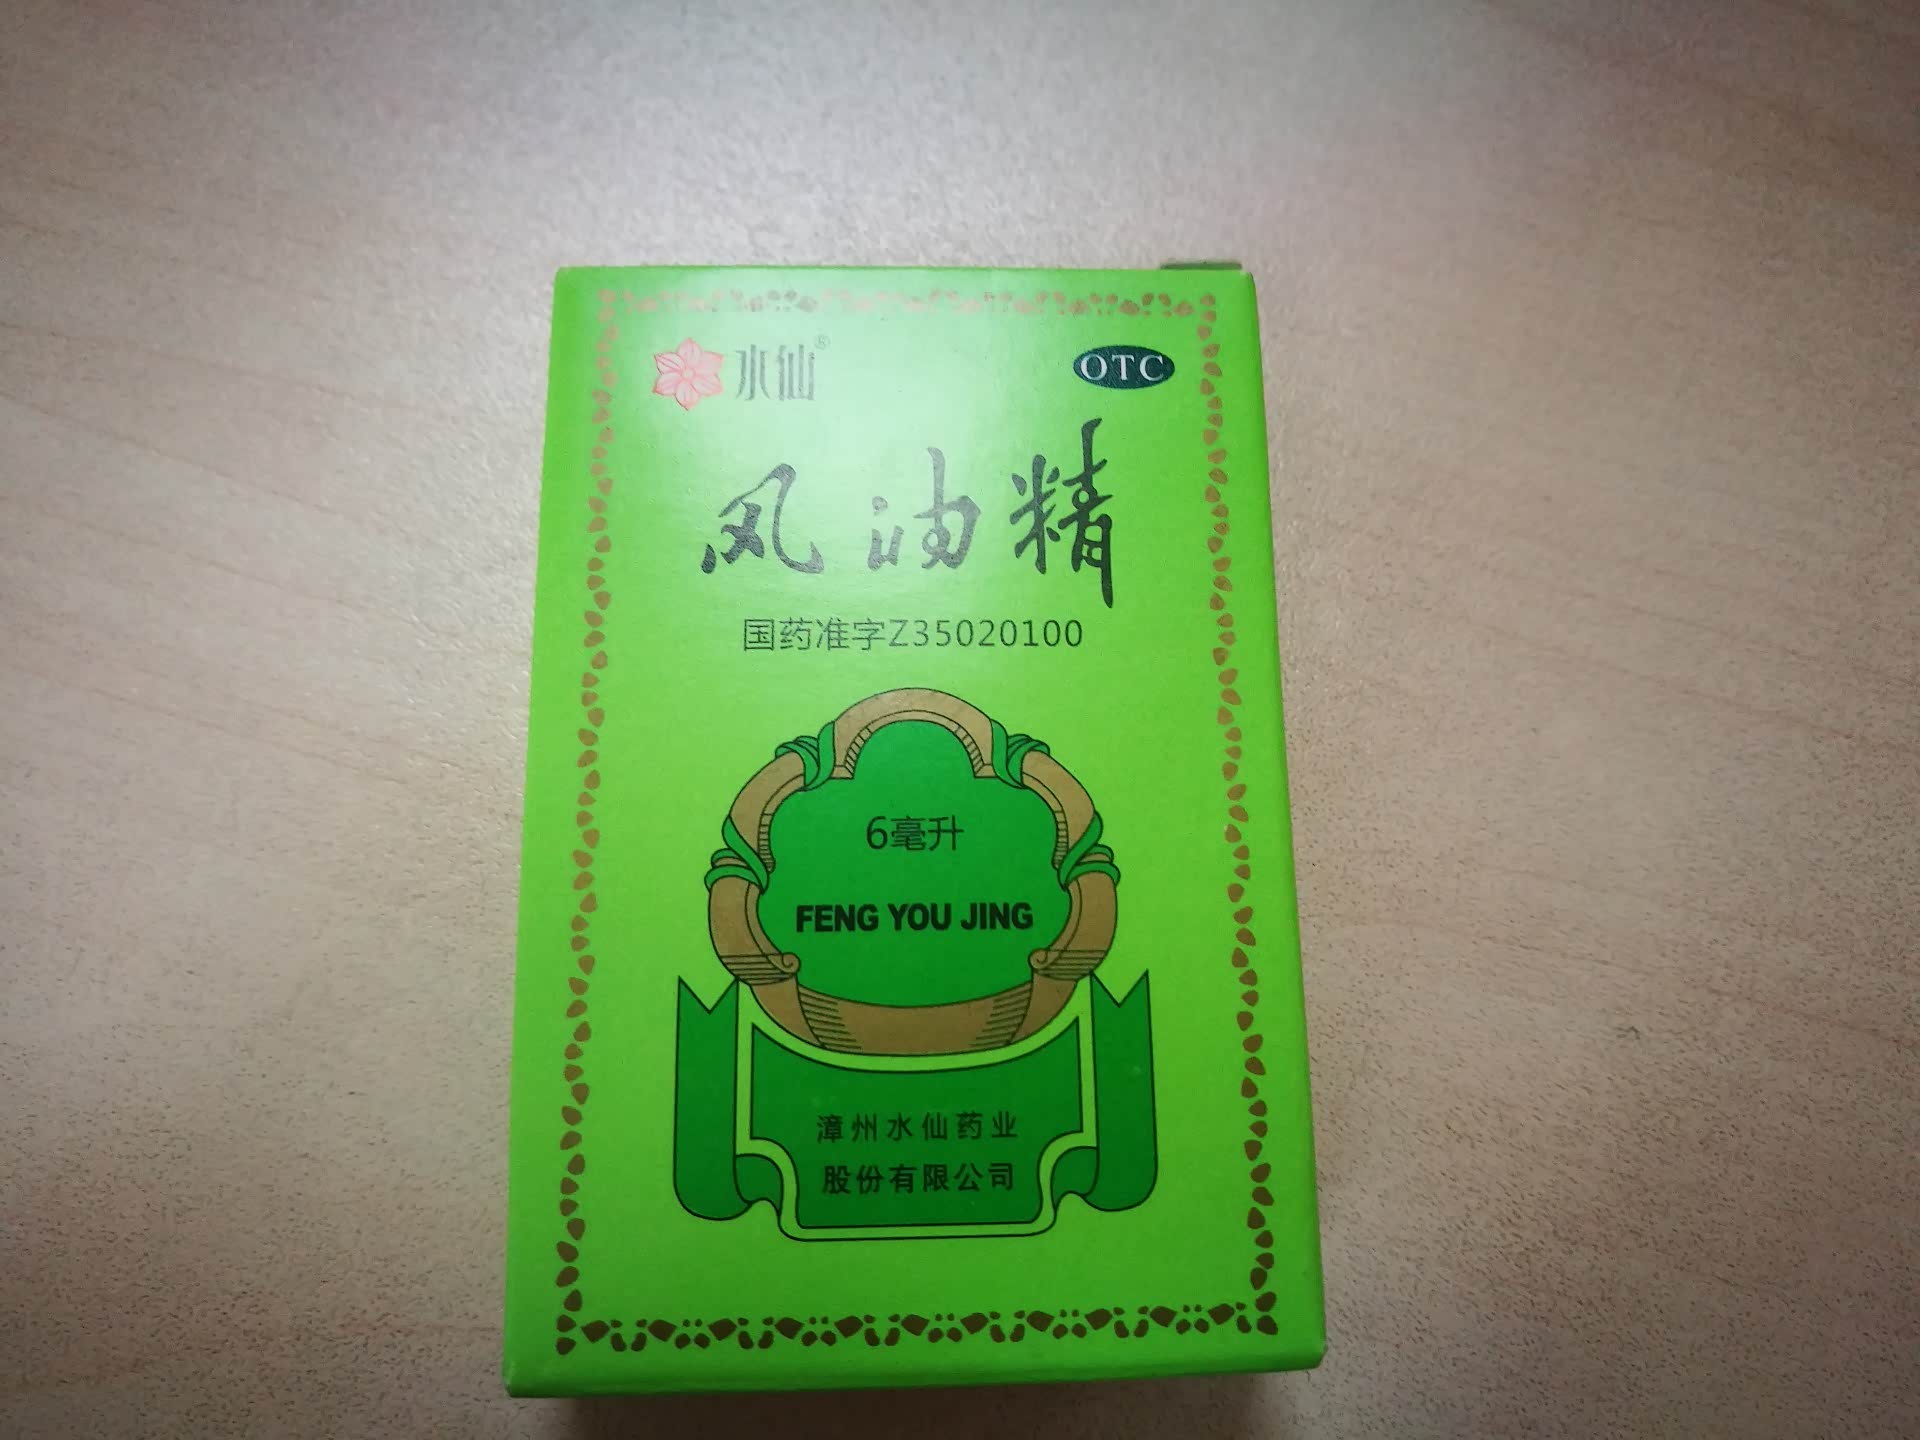 水仙®
OTC
风油精
国药准字Z35020100
6毫升
FENG YOU JING
漳州水仙药业
股份有限公司